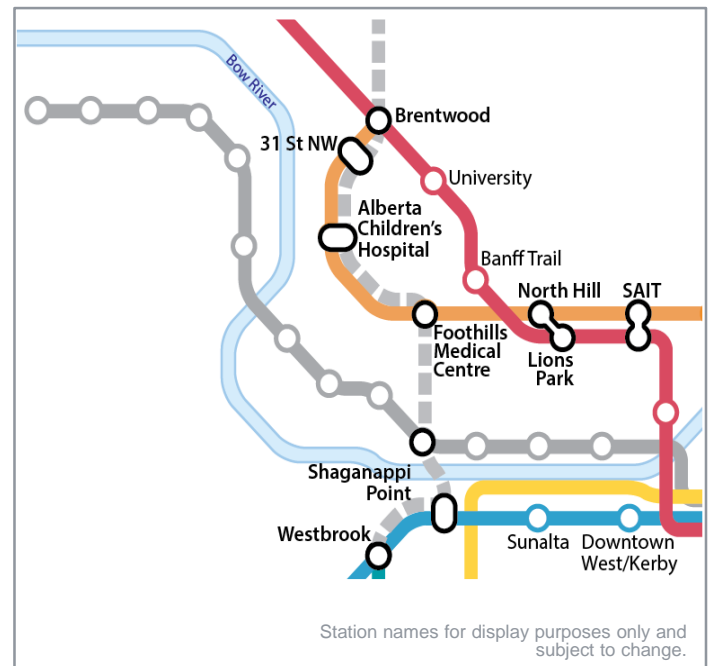 Bow River
Brentwood
31 St NW
University
Alberta
Children's
Hospital
Banff Trail
North Hill
SAIT
Foothills
Medical
Centre
Lions
Park
Shaganappi
Point
Westbrook
Sunalta
Downtown
West/Kerby
Station names for display purposes only and
subject to change.